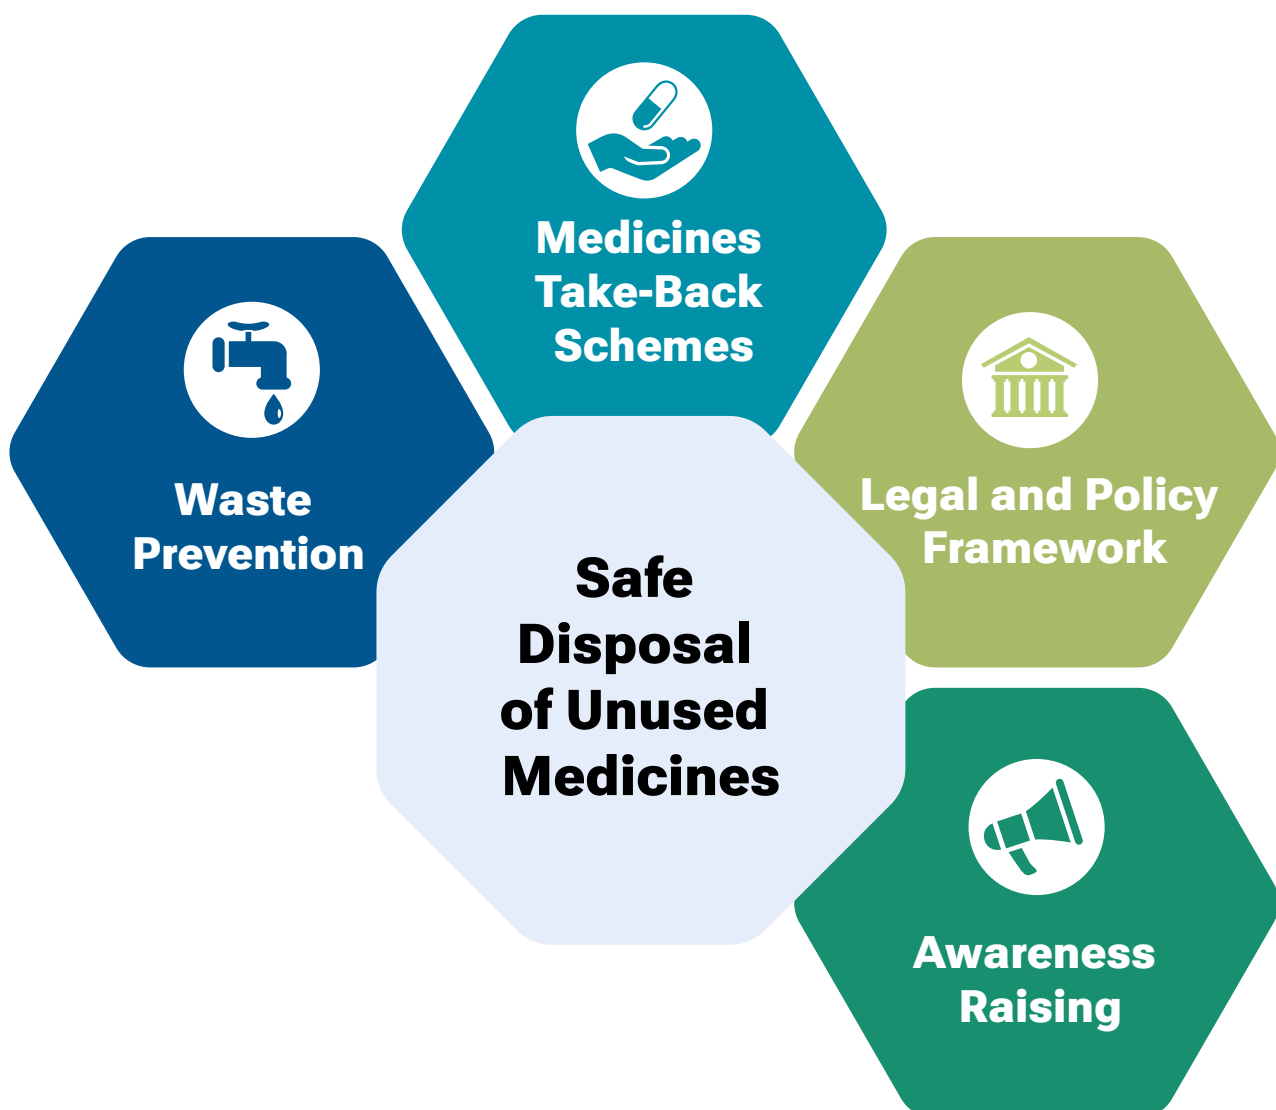 Medicines
Take-Back
Schemes
Waste
Prevention
Legal and Policy
Framework
Safe
Disposal
of Unused
Medicines
Awareness
Raising